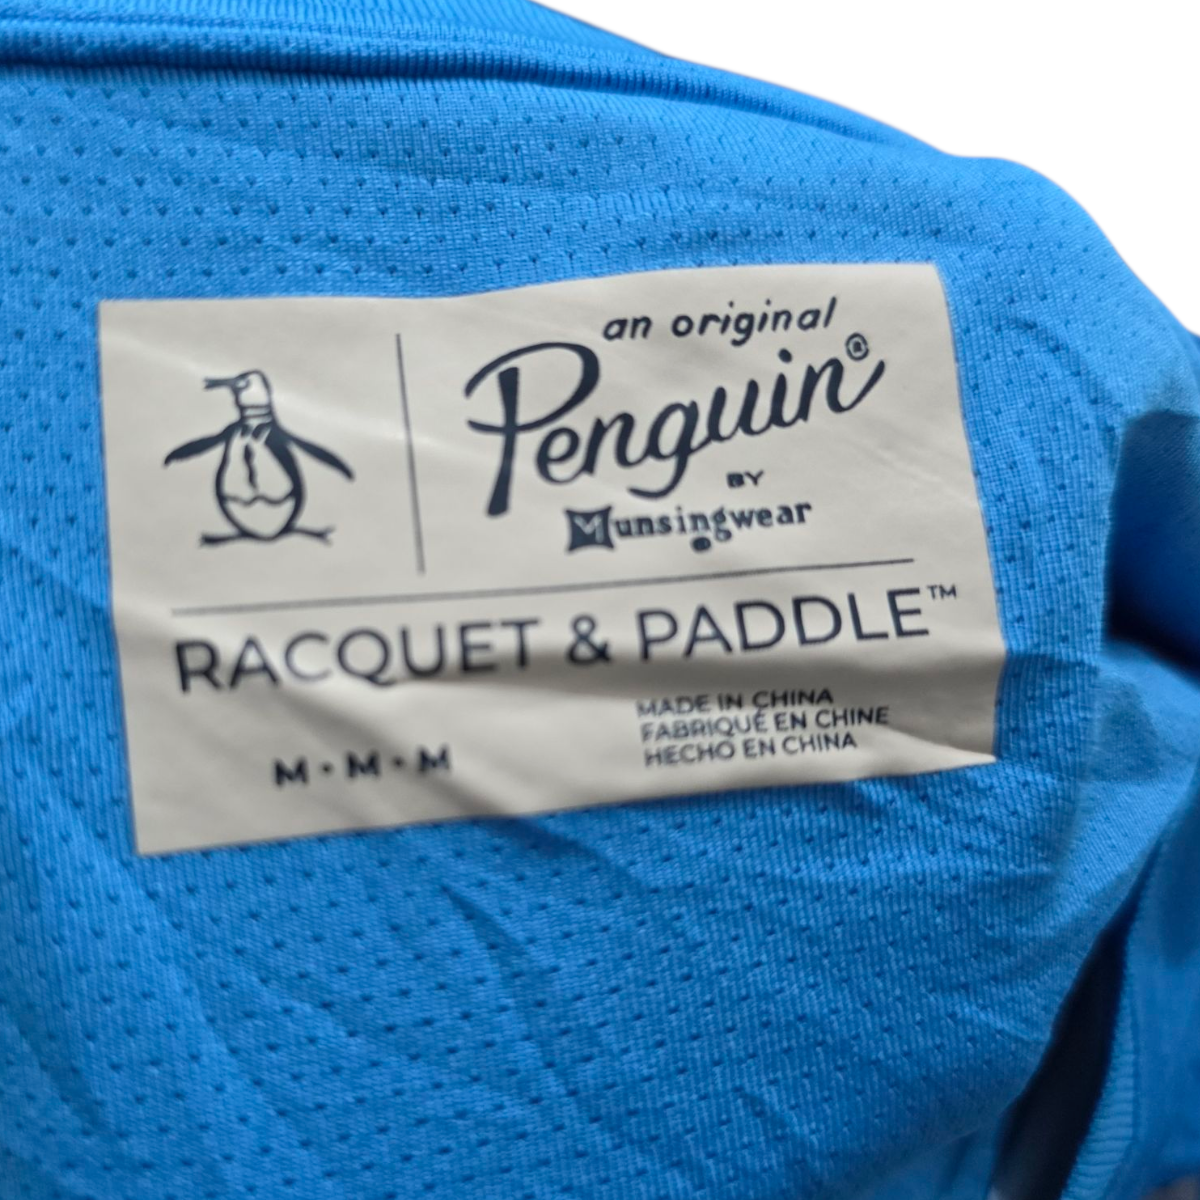 an original
Penguin®
BY
Munsingwear
RACQUET & PADDLE™
M • M • M
MADE IN CHINA
FABRIQUÉ EN CHINE
HECHO EN CHINA